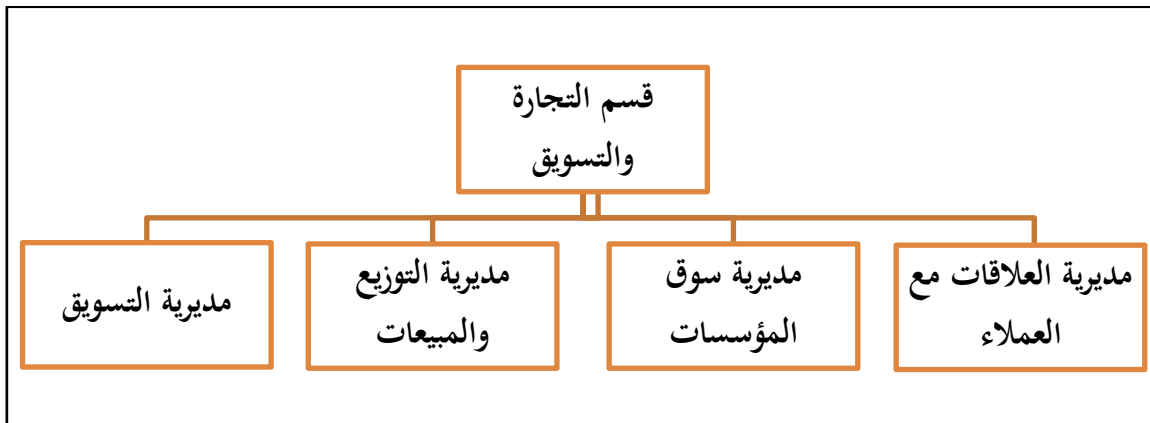 قسم التجارة
والتسويق
مديرية العلاقات مع
العملاء
مديرية سوق
المؤسسات
مديرية التوزيع
والمبيعات
مديرية التسويق